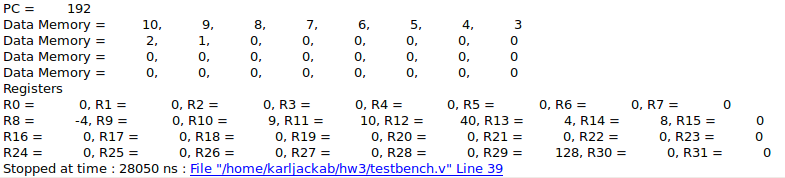 PC = 192
Data Memory = 10, 9, 8, 7, 6, 5, 4, 3
Data Memory = 2, 1, 0, 0, 0, 0, 0, 0
Data Memory = 0, 0, 0, 0, 0, 0, 0, 0
Data Memory = 0, 0, 0, 0, 0, 0, 0, 0
Registers
R0 = 0, R1 = 0, R2 = 0, R3 = 0, R4 = 0, R5 = 0, R6 = 0, R7 = 0
R8 = -4, R9 = 0, R10 = 9, R11 = 10, R12 = 40, R13 = 4, R14 = 8, R15 = 0
R16 = 0, R17 = 0, R18 = 0, R19 = 0, R20 = 0, R21 = 0, R22 = 0, R23 = 0
R24 = 0, R25 = 0, R26 = 0, R27 = 0, R28 = 0, R29 = 128, R30 = 0, R31 = 0
Stopped at time : 28050 ns : File "/home/karljackab/hw3/testbench.v" Line 39